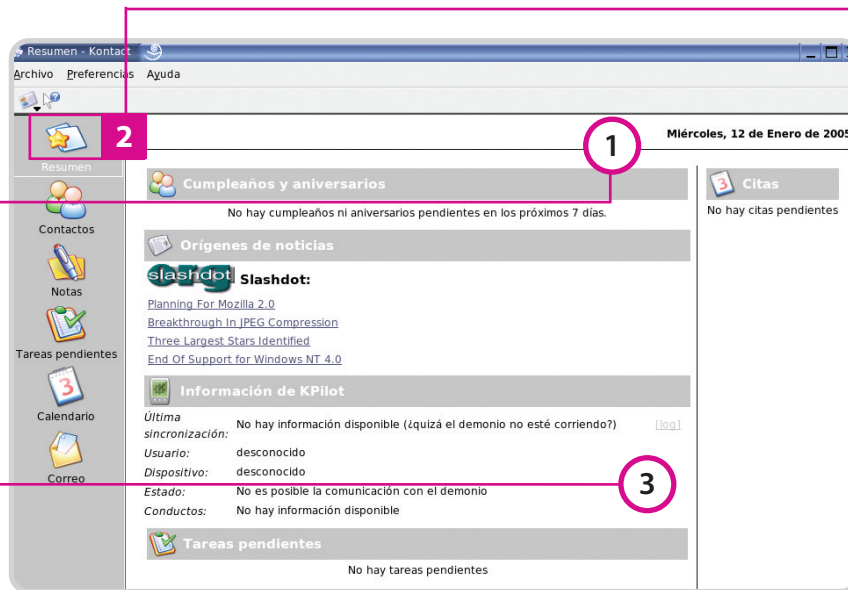 Resumen - Kontact
Archivo Preferencias Ayuda
2
1
Miércoles, 12 de Enero de 2005
Resumen
Contactos
Notas
Tareas pendientes
Calendario
Correo
Cumpleaños y aniversarios
No hay cumpleaños ni aniversarios pendientes en los próximos 7 días.
Orígenes de noticias
slashdot Slashdot:
Planning For Mozilla 2.0
Breakthrough In JPEG Compression
Three Largest Stars Identified
End Of Support for Windows NT 4.0
Información de KPilot
Última sincronización: No hay información disponible (¿quizá el demonio no esté corriendo?) [log]
Usuario: desconocido
Dispositivo: desconocido
Estado: No es posible la comunicación con el demonio
3
Conductos: No hay información disponible
Tareas pendientes
No hay tareas pendientes
3 Citas
No hay citas pendientes